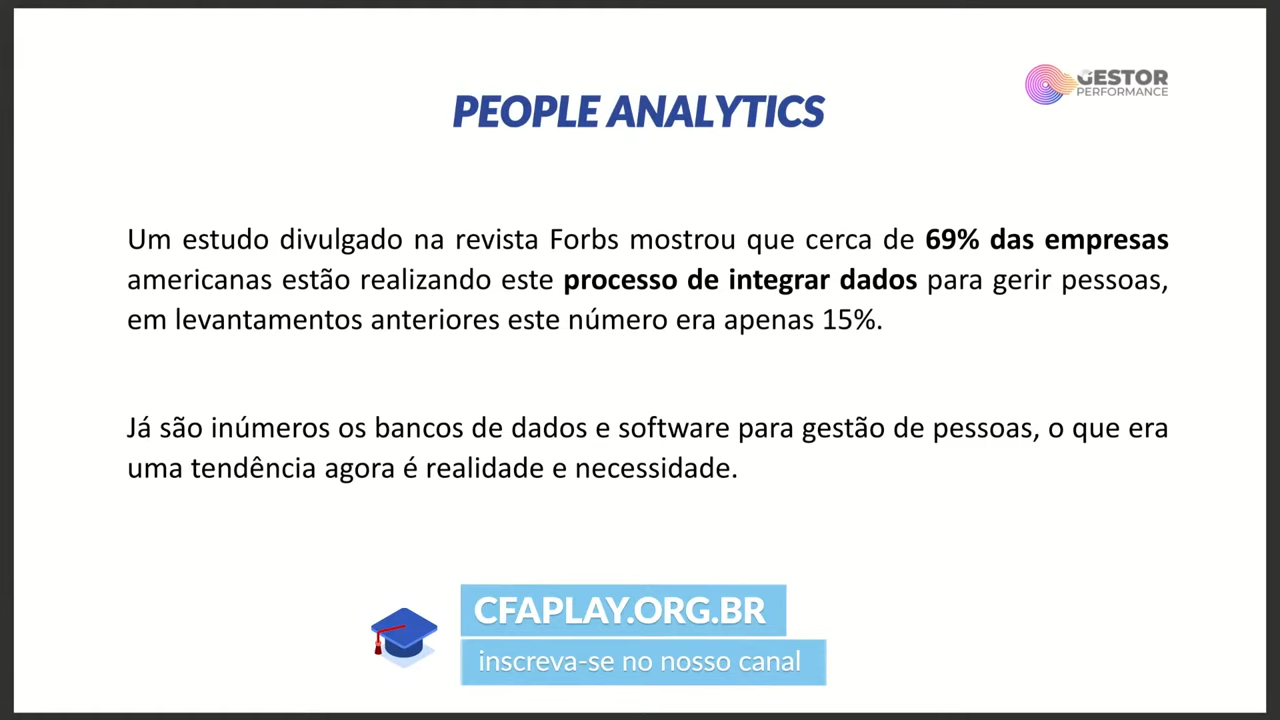 GESTOR
PERFORMANCE
PEOPLE ANALYTICS
Um estudo divulgado na revista Forbs mostrou que cerca de 69% das empresas
americanas estão realizando este processo de integrar dados para gerir pessoas,
em levantamentos anteriores este número era apenas 15%.
Já são inúmeros os bancos de dados e software para gestão de pessoas, o que era
uma tendência agora é realidade e necessidade.
CFAPLAY.ORG.BR
inscreva-se no nosso canal